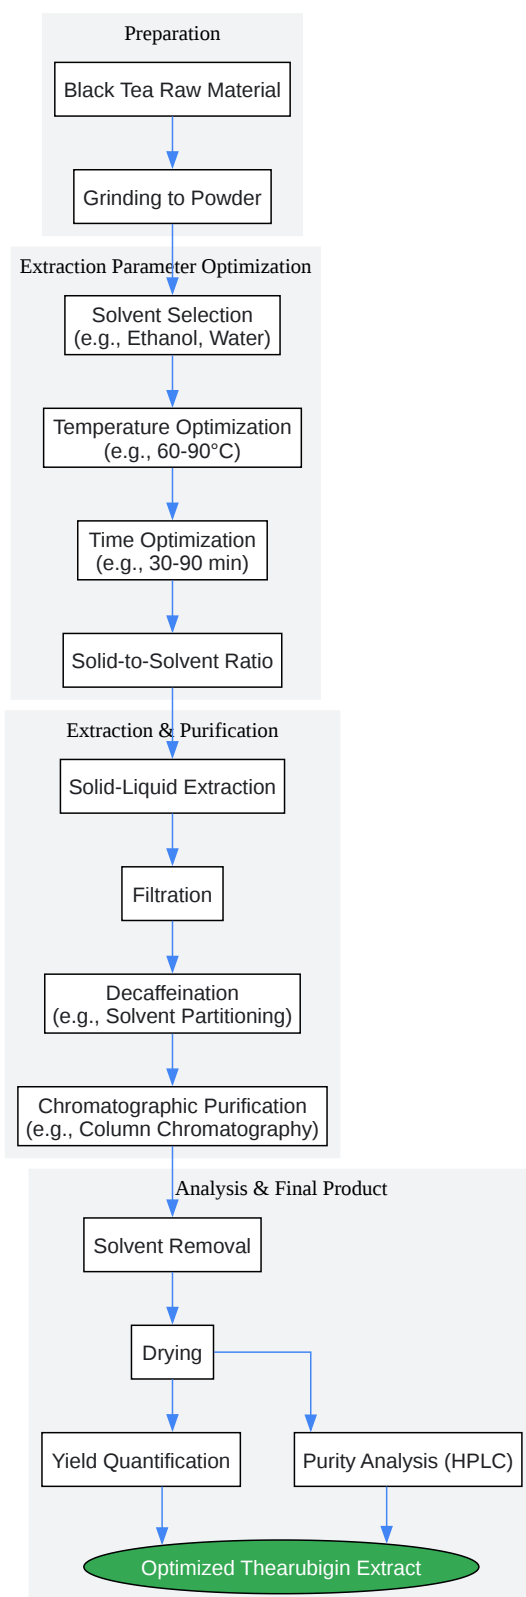 Preparation
Black Tea Raw Material
Grinding to Powder
Extraction Parameter Optimization
Solvent Selection
(e.g., Ethanol, Water)
Temperature Optimization
(e.g., 60-90°C)
Time Optimization
(e.g., 30-90 min)
Solid-to-Solvent Ratio
Extraction & Purification
Solid-Liquid Extraction
Filtration
Decaffeination
(e.g., Solvent Partitioning)
Chromatographic Purification
(e.g., Column Chromatography)
Analysis & Final Product
Solvent Removal
Drying
Yield Quantification
Purity Analysis (HPLC)
Optimized Thearubigin Extract